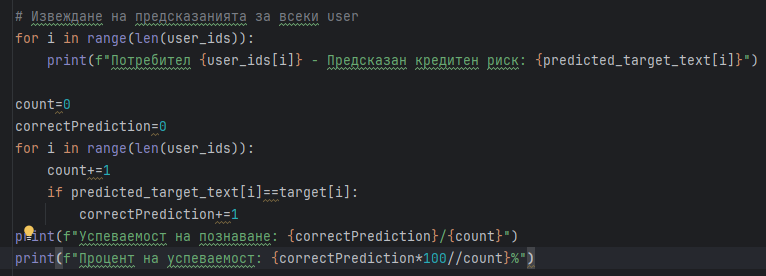 # Извеждане на предсказанията за всеки user
for i in range(len(user_ids)):
    print(f"Потребител {user_ids[i]} - Предсказан кредитен риск: {predicted_target_text[i]}")

count=0
correctPrediction=0
for i in range(len(user_ids)):
    count+=1
    if predicted_target_text[i]==target[i]:
        correctPrediction+=1
print(f"Успеваемост на познаване: {correctPrediction}/{count}")
print(f"Процент на успеваемост: {correctPrediction*100//count}%")